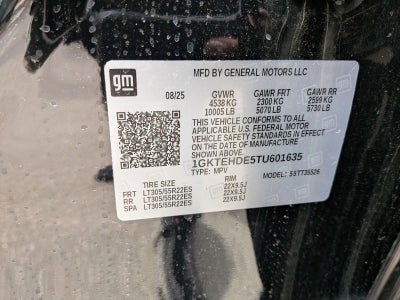 gm
MFD BY GENERAL MOTORS LLC
08/25 GVWR GAWR FRT GAWR RR
4538 KG 2300 KG 2599 KG
10005 LB 5070 LB 5730 LB
THIS VEHICLE CONFORMS TO ALL
APPLICABLE U.S. FEDERAL MOTOR
VEHICLE SAFETY STANDARDS IN EFFECT
ON THE DATE OF MANUFACTURE
SHOWN ABOVE.
1GKTEHDE5TU601635
TYPE: MPV MODEL: 5STT35526
TIRE SIZE RIM
FRT LT305/55R22ES 22X9.5J
RR LT305/55R22ES 22X9.5J
SPA LT305/55R22ES 22X9.5J